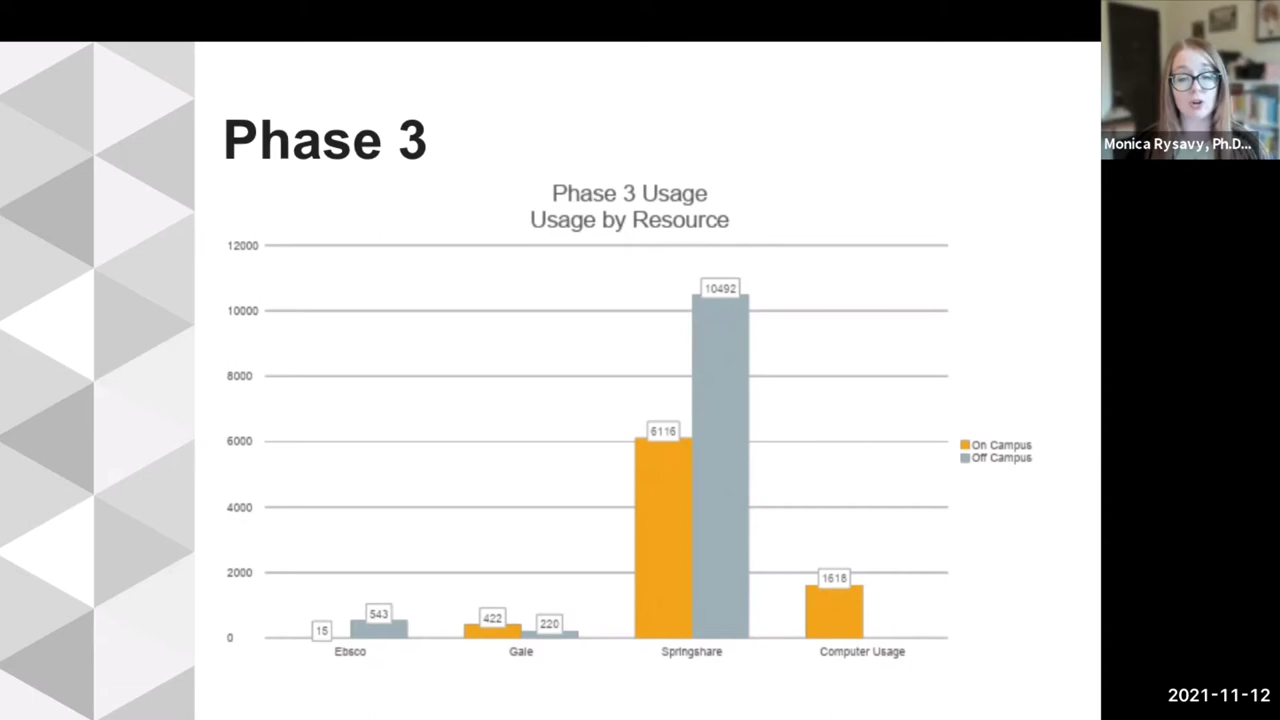 Phase 3
Phase 3 Usage
Usage by Resource
12000
10000
8000
6000
4000
2000
0
15
543
422
220
6116
10492
1618
Ebsco
Gale
Springshare
Computer Usage
On Campus
Off Campus
Monica Rysavy, Ph.D...
2021-11-12